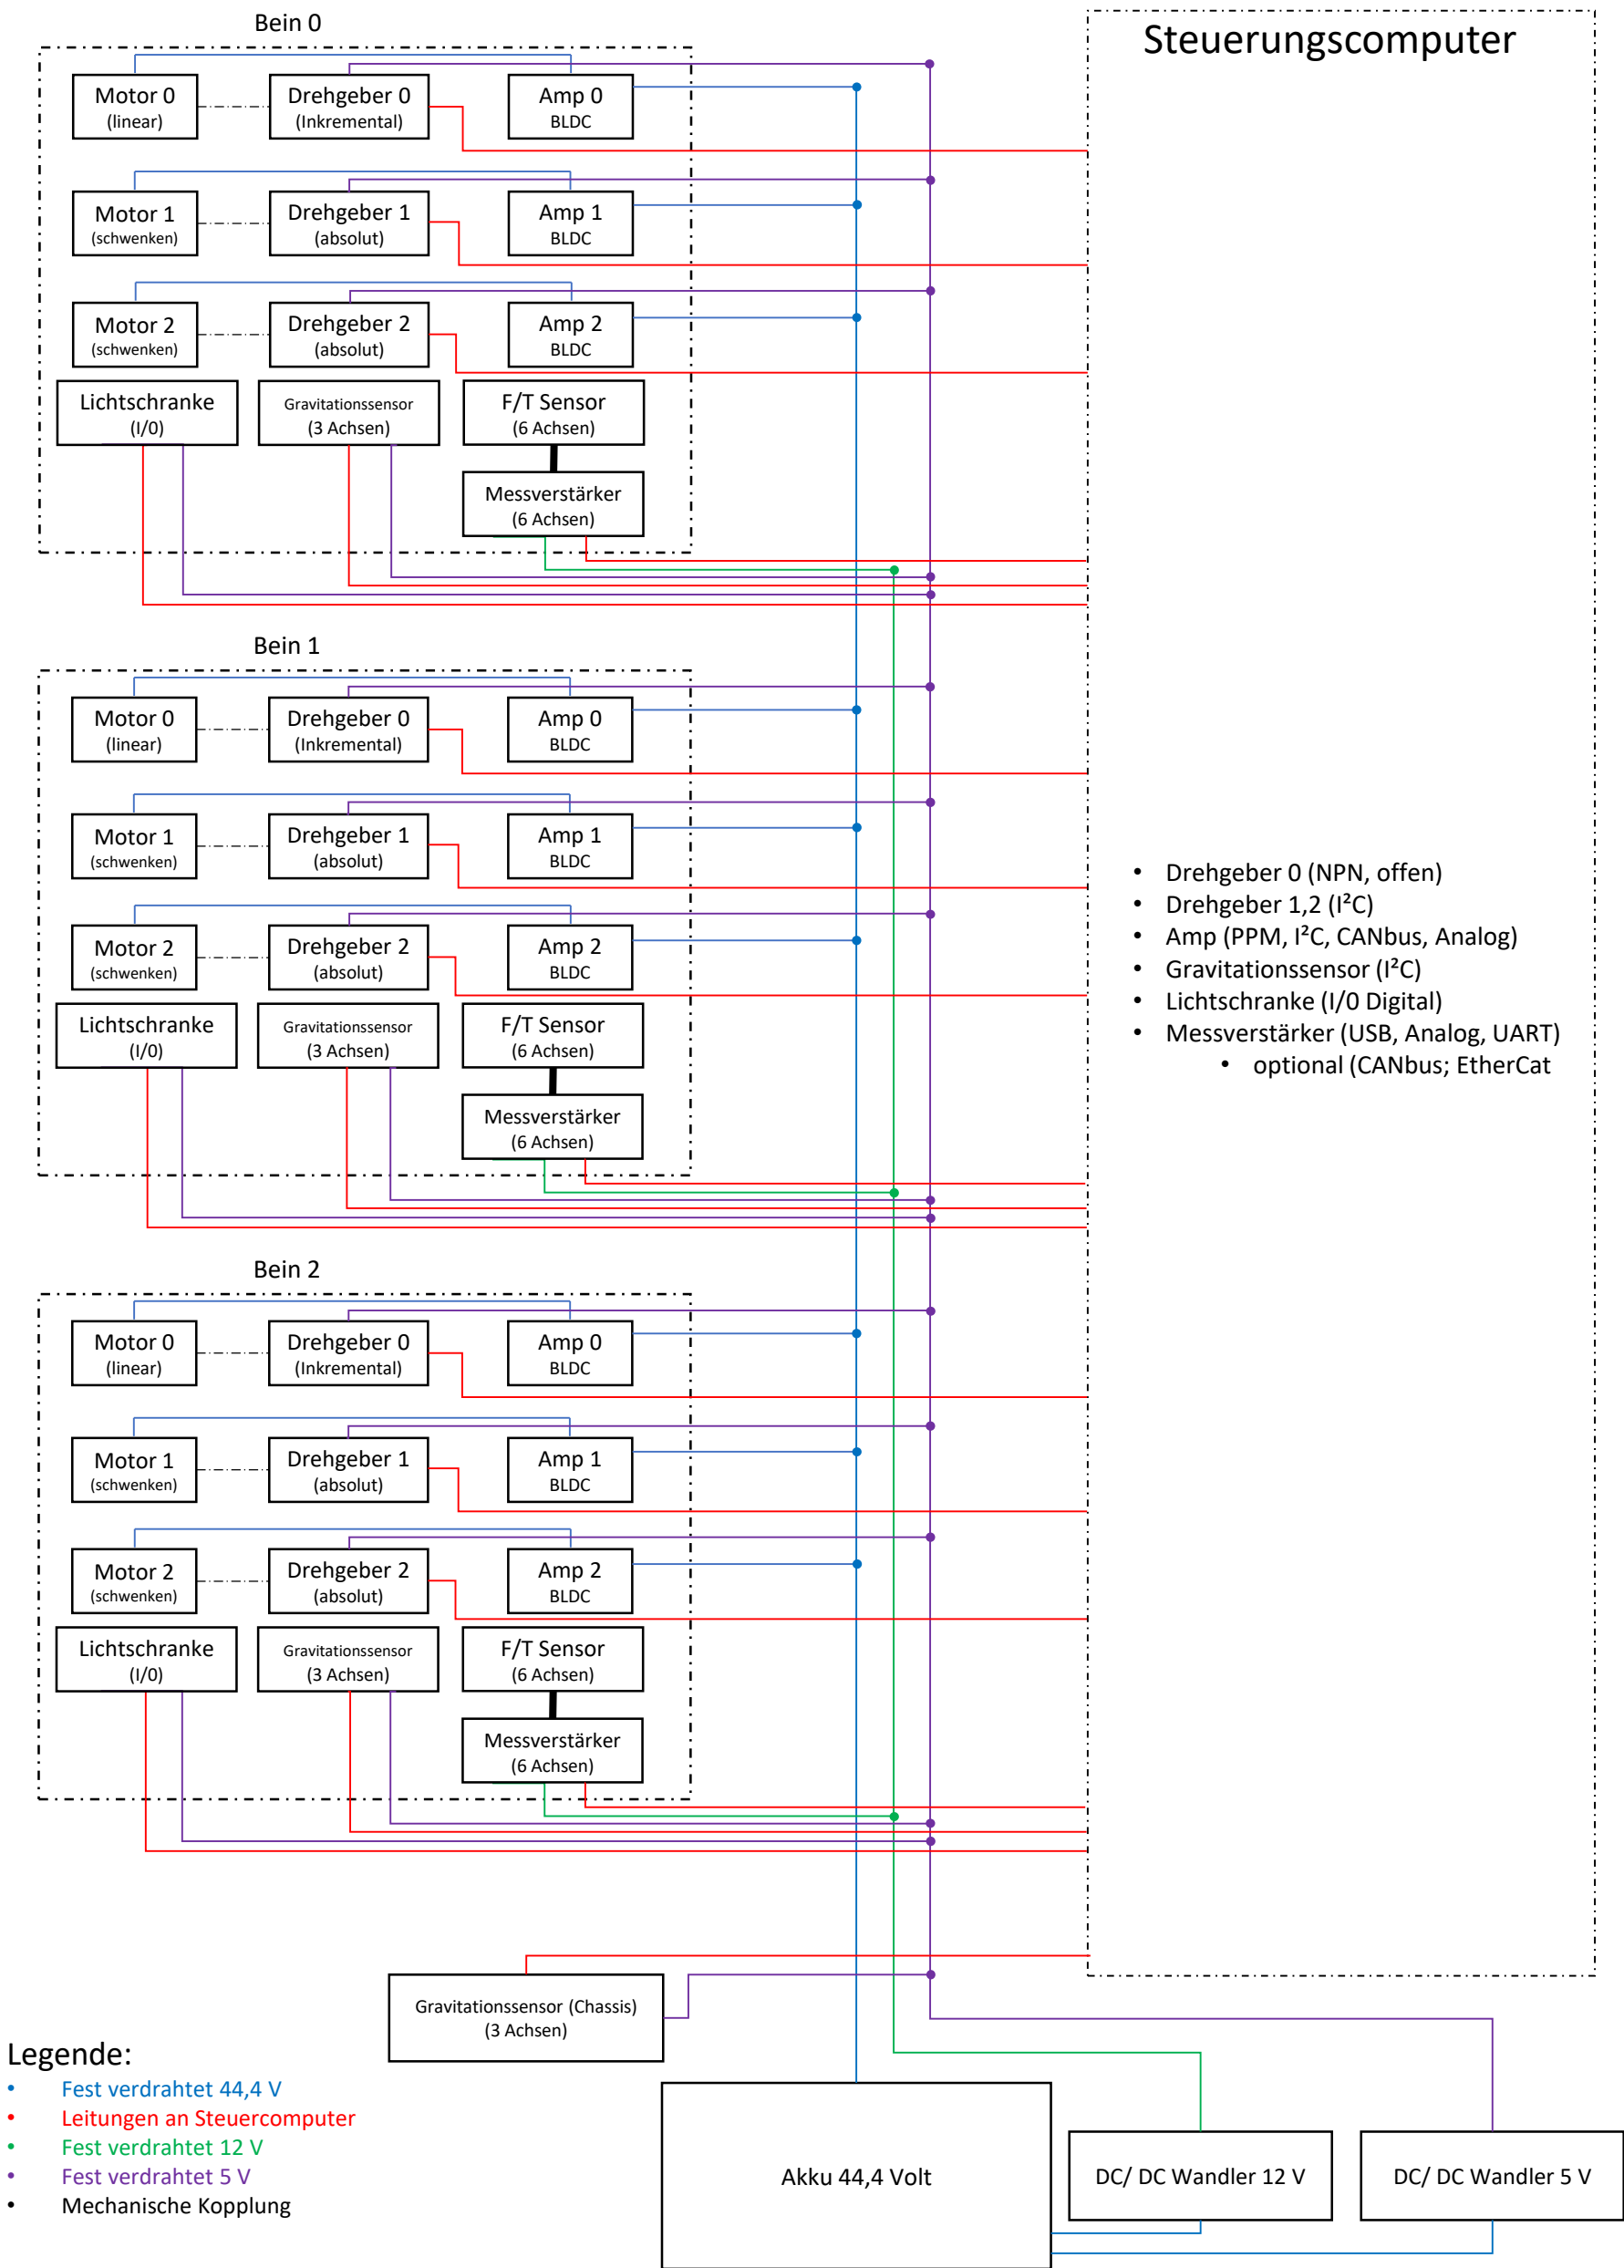 Bein 0
Steuerungscomputer
Motor 0
(linear)
Drehgeber 0
(Inkremental)
Amp 0
BLDC
Motor 1
(schwenken)
Drehgeber 1
(absolut)
Amp 1
BLDC
Motor 2
(schwenken)
Drehgeber 2
(absolut)
Amp 2
BLDC
Lichtschranke
(I/0)
Gravitationssensor
(3 Achsen)
F/T Sensor
(6 Achsen)
Messverstärker
(6 Achsen)
Bein 1
Motor 0
(linear)
Drehgeber 0
(Inkremental)
Amp 0
BLDC
Motor 1
(schwenken)
Drehgeber 1
(absolut)
Amp 1
BLDC
Motor 2
(schwenken)
Drehgeber 2
(absolut)
Amp 2
BLDC
Lichtschranke
(I/0)
Gravitationssensor
(3 Achsen)
F/T Sensor
(6 Achsen)
Messverstärker
(6 Achsen)
• Drehgeber 0 (NPN, offen)
• Drehgeber 1,2 (I²C)
• Amp (PPM, I²C, CANbus, Analog)
• Gravitationssensor (I²C)
• Lichtschranke (I/0 Digital)
• Messverstärker (USB, Analog, UART)
• optional (CANbus; EtherCat
Bein 2
Motor 0
(linear)
Drehgeber 0
(Inkremental)
Amp 0
BLDC
Motor 1
(schwenken)
Drehgeber 1
(absolut)
Amp 1
BLDC
Motor 2
(schwenken)
Drehgeber 2
(absolut)
Amp 2
BLDC
Lichtschranke
(I/0)
Gravitationssensor
(3 Achsen)
F/T Sensor
(6 Achsen)
Messverstärker
(6 Achsen)
Gravitationssensor (Chassis)
(3 Achsen)
Legende:
• Fest verdrahtet 44,4 V
• Leitungen an Steuercomputer
• Fest verdrahtet 12 V
• Fest verdrahtet 5 V
• Mechanische Kopplung
Akku 44,4 Volt
DC/ DC Wandler 12 V
DC/ DC Wandler 5 V